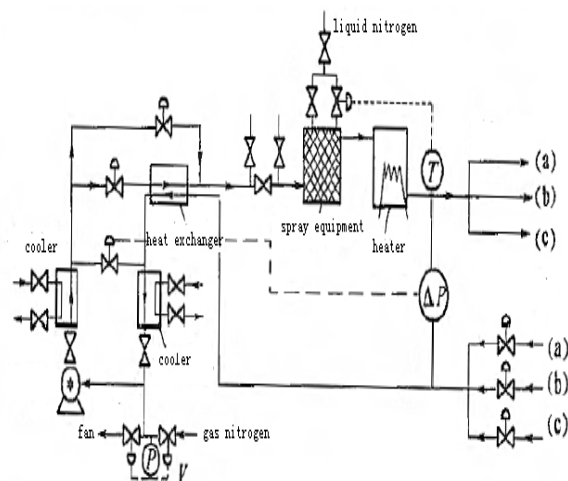 liquid nitrogen
T
(a)
(b)
(c)
spray equipment
heater
heat exchanger
cooler
ΔP
cooler
(a)
(b)
(c)
fan
gas nitrogen
P
V